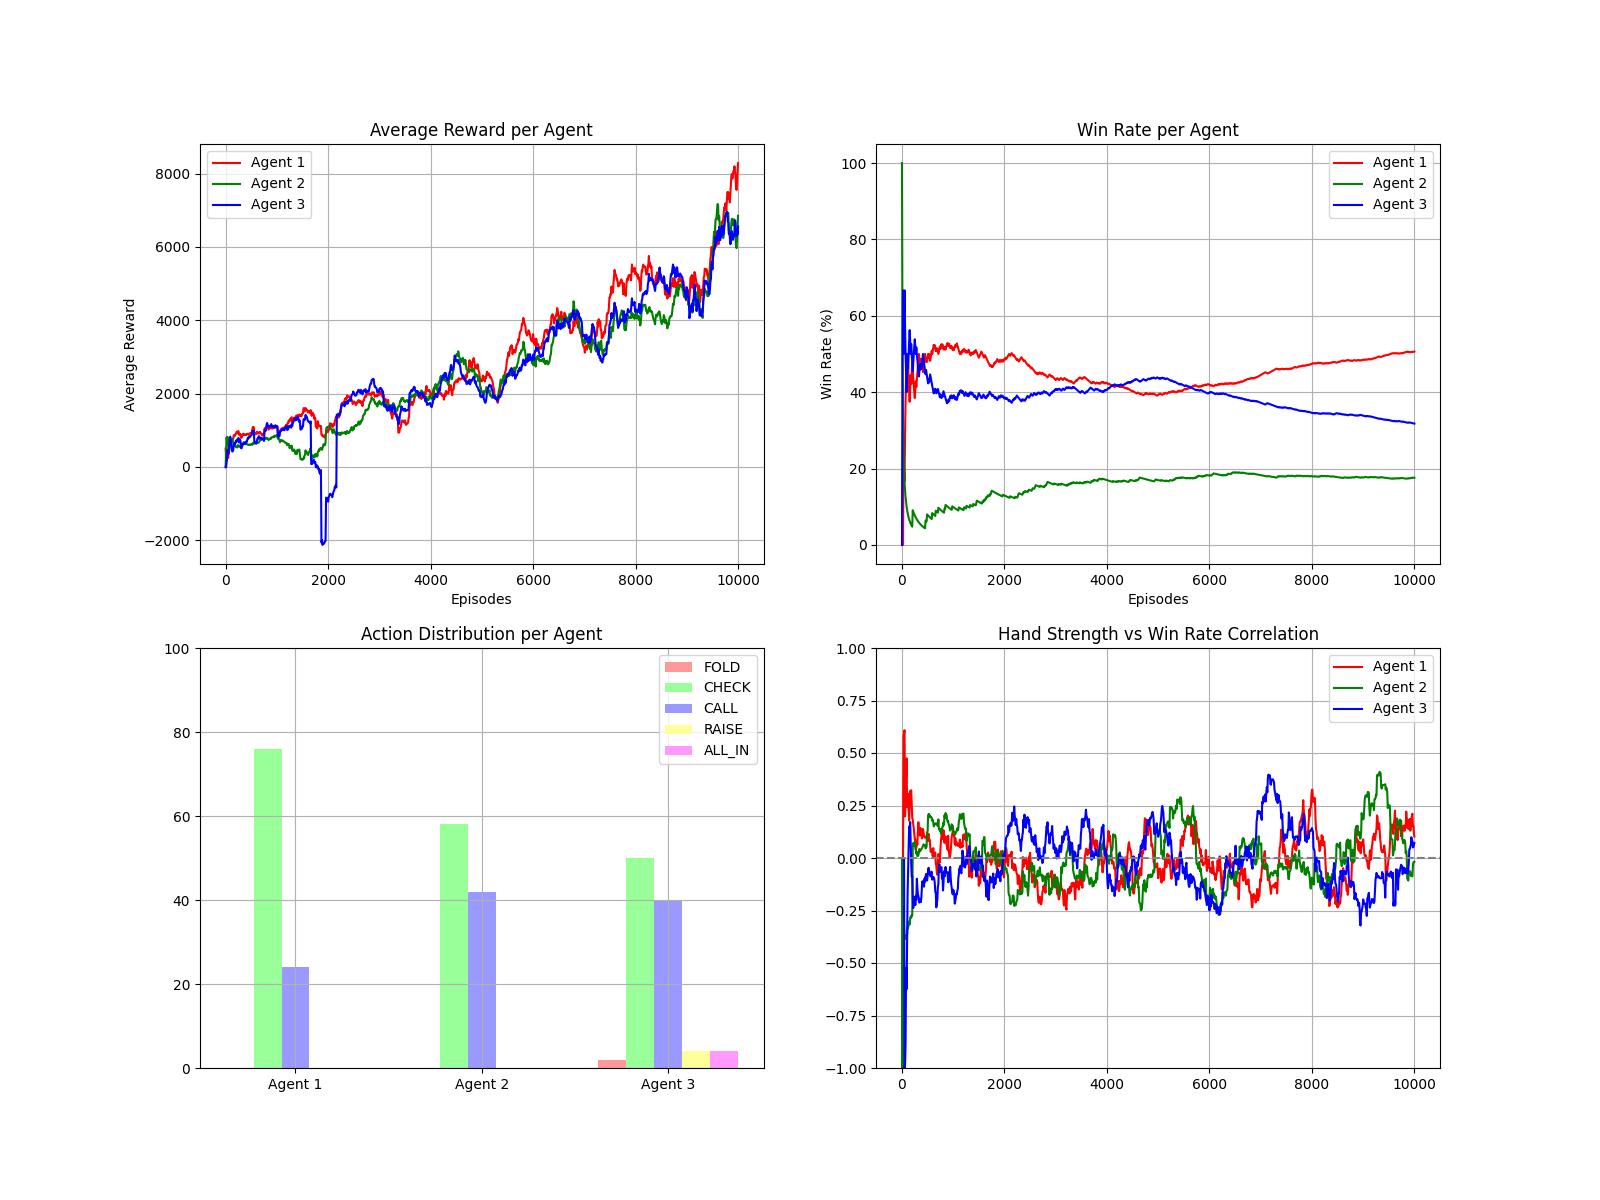 Average Reward per Agent
Agent 1
Agent 2
Agent 3
Average Reward
8000
6000
4000
2000
0
−2000
0 2000 4000 6000 8000 10000
Episodes
Win Rate per Agent
Agent 1
Agent 2
Agent 3
Win Rate (%)
100
80
60
40
20
0
0 2000 4000 6000 8000 10000
Episodes
Action Distribution per Agent
FOLD
CHECK
CALL
RAISE
ALL_IN
100
80
60
40
20
0
Agent 1 Agent 2 Agent 3
Hand Strength vs Win Rate Correlation
Agent 1
Agent 2
Agent 3
1.00
0.75
0.50
0.25
0.00
−0.25
−0.50
−0.75
−1.00
0 2000 4000 6000 8000 10000